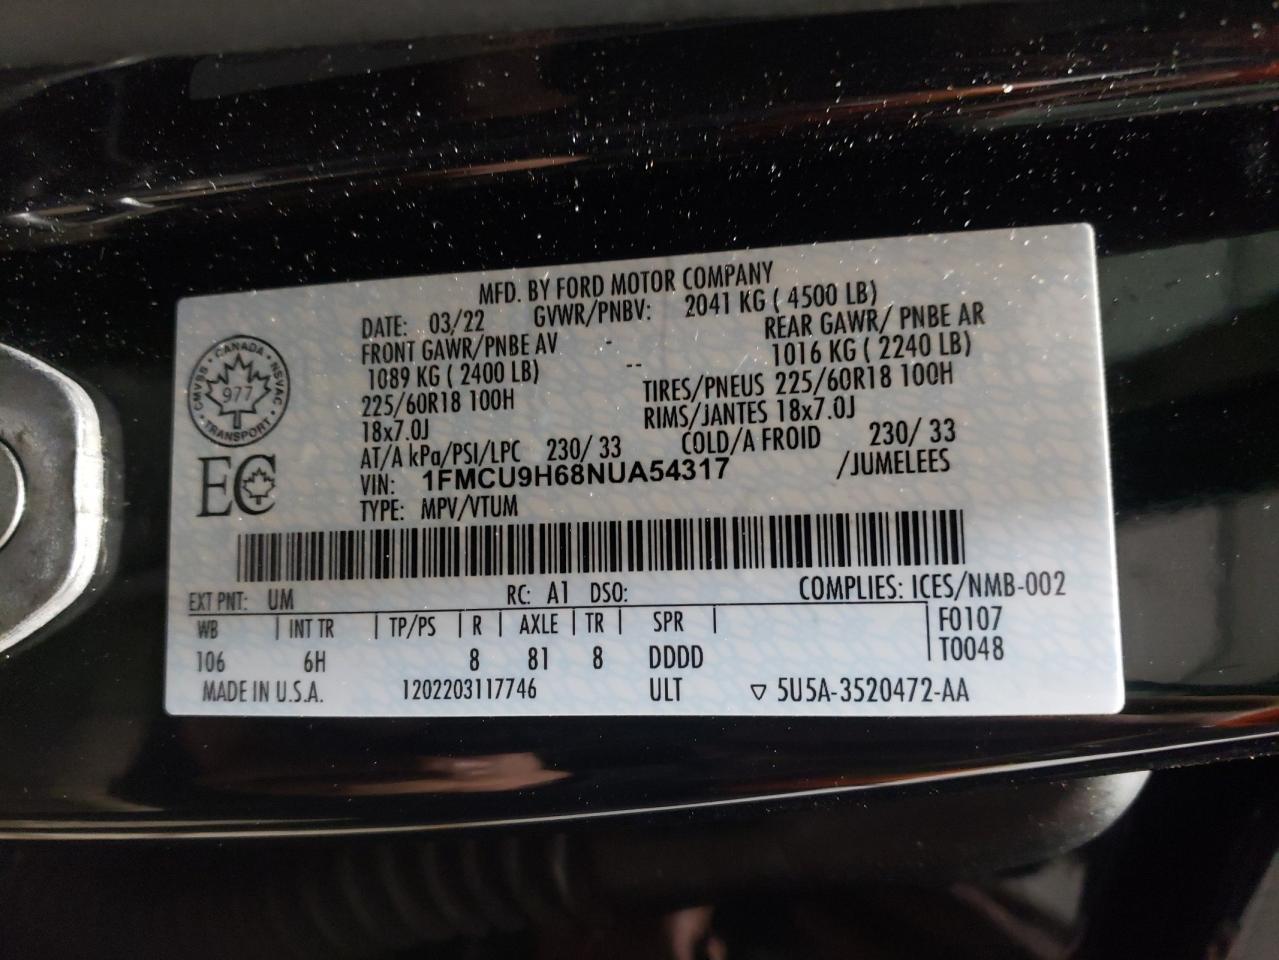 MFD. BY FORD MOTOR COMPANY
DATE: 03/22 GVWR/PNBV: 2041 KG ( 4500 LB)
FRONT GAWR/PNBE AV - REAR GAWR/ PNBE AR
1089 KG ( 2400 LB) -- 1016 KG ( 2240 LB)
225/60R18 100H TIRES/PNEUS 225/60R18 100H
18x7.0J RIMS/JANTES 18x7.0J
AT/A kPa/PSI/LPC 230/ 33 COLD/A FROID 230/ 33
VIN: 1FMCU9H68NUA54317 /JUMELEES
TYPE: MPV/VTUM
CANADA · NSVAC · TRANSPORT · CMVSS ·
977
EC
EXT PNT: UM RC: A1 DSO: COMPLIES: ICES/NMB-002
WB | INT TR | TP/PS | R | AXLE | TR | SPR | F0107
106 6H 8 81 8 DDDD T0048
MADE IN U.S.A. 1202203117746 ULT ▽ 5U5A-3520472-AA